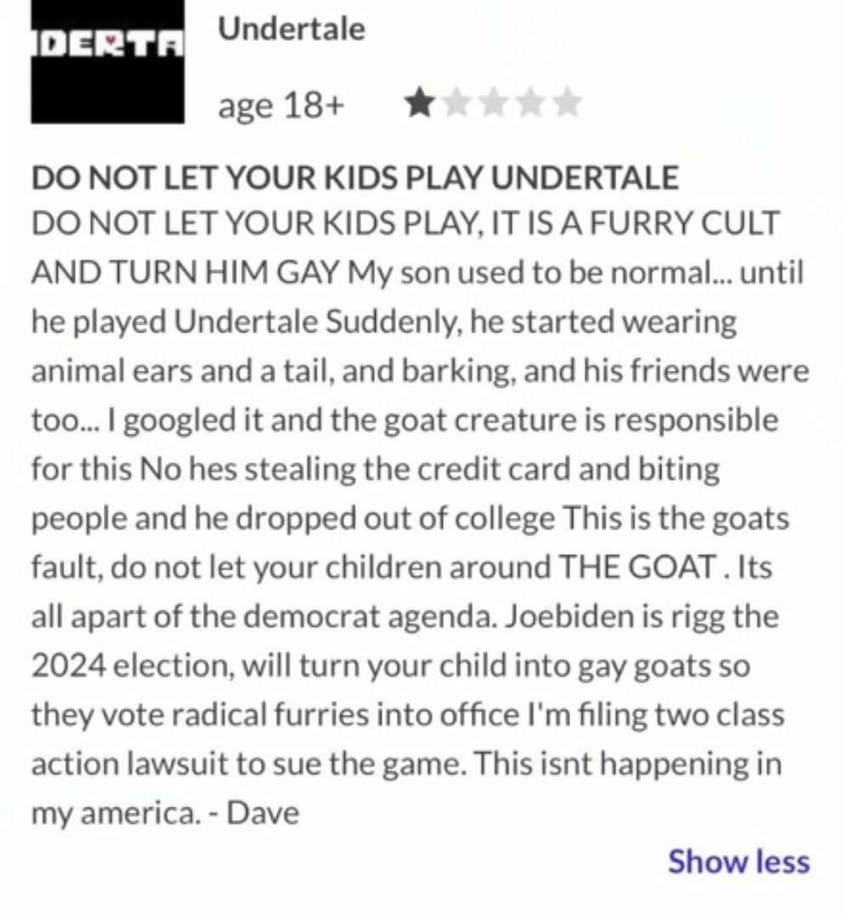 DERTA
Undertale
age 18+
DO NOT LET YOUR KIDS PLAY UNDERTALE
DO NOT LET YOUR KIDS PLAY, IT IS A FURRY CULT
AND TURN HIM GAY My son used to be normal... until
he played Undertale Suddenly, he started wearing
animal ears and a tail, and barking, and his friends were
too... I googled it and the goat creature is responsible
for this No hes stealing the credit card and biting
people and he dropped out of college This is the goats
fault, do not let your children around THE GOAT . Its
all apart of the democrat agenda. Joebiden is rigg the
2024 election, will turn your child into gay goats so
they vote radical furries into office I'm filing two class
action lawsuit to sue the game. This isnt happening in
my america. - Dave
Show less